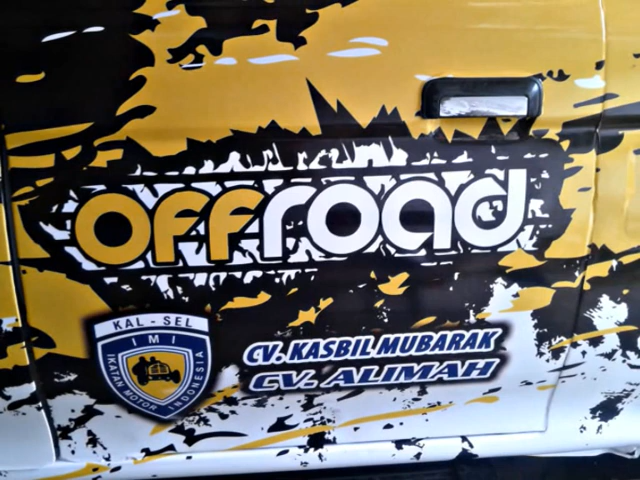 OFFROAD
KAL - SEL
IMI
IKATAN MOTOR INDONESIA
CV. KASBIL MUBARAK
CV. ALIMAH